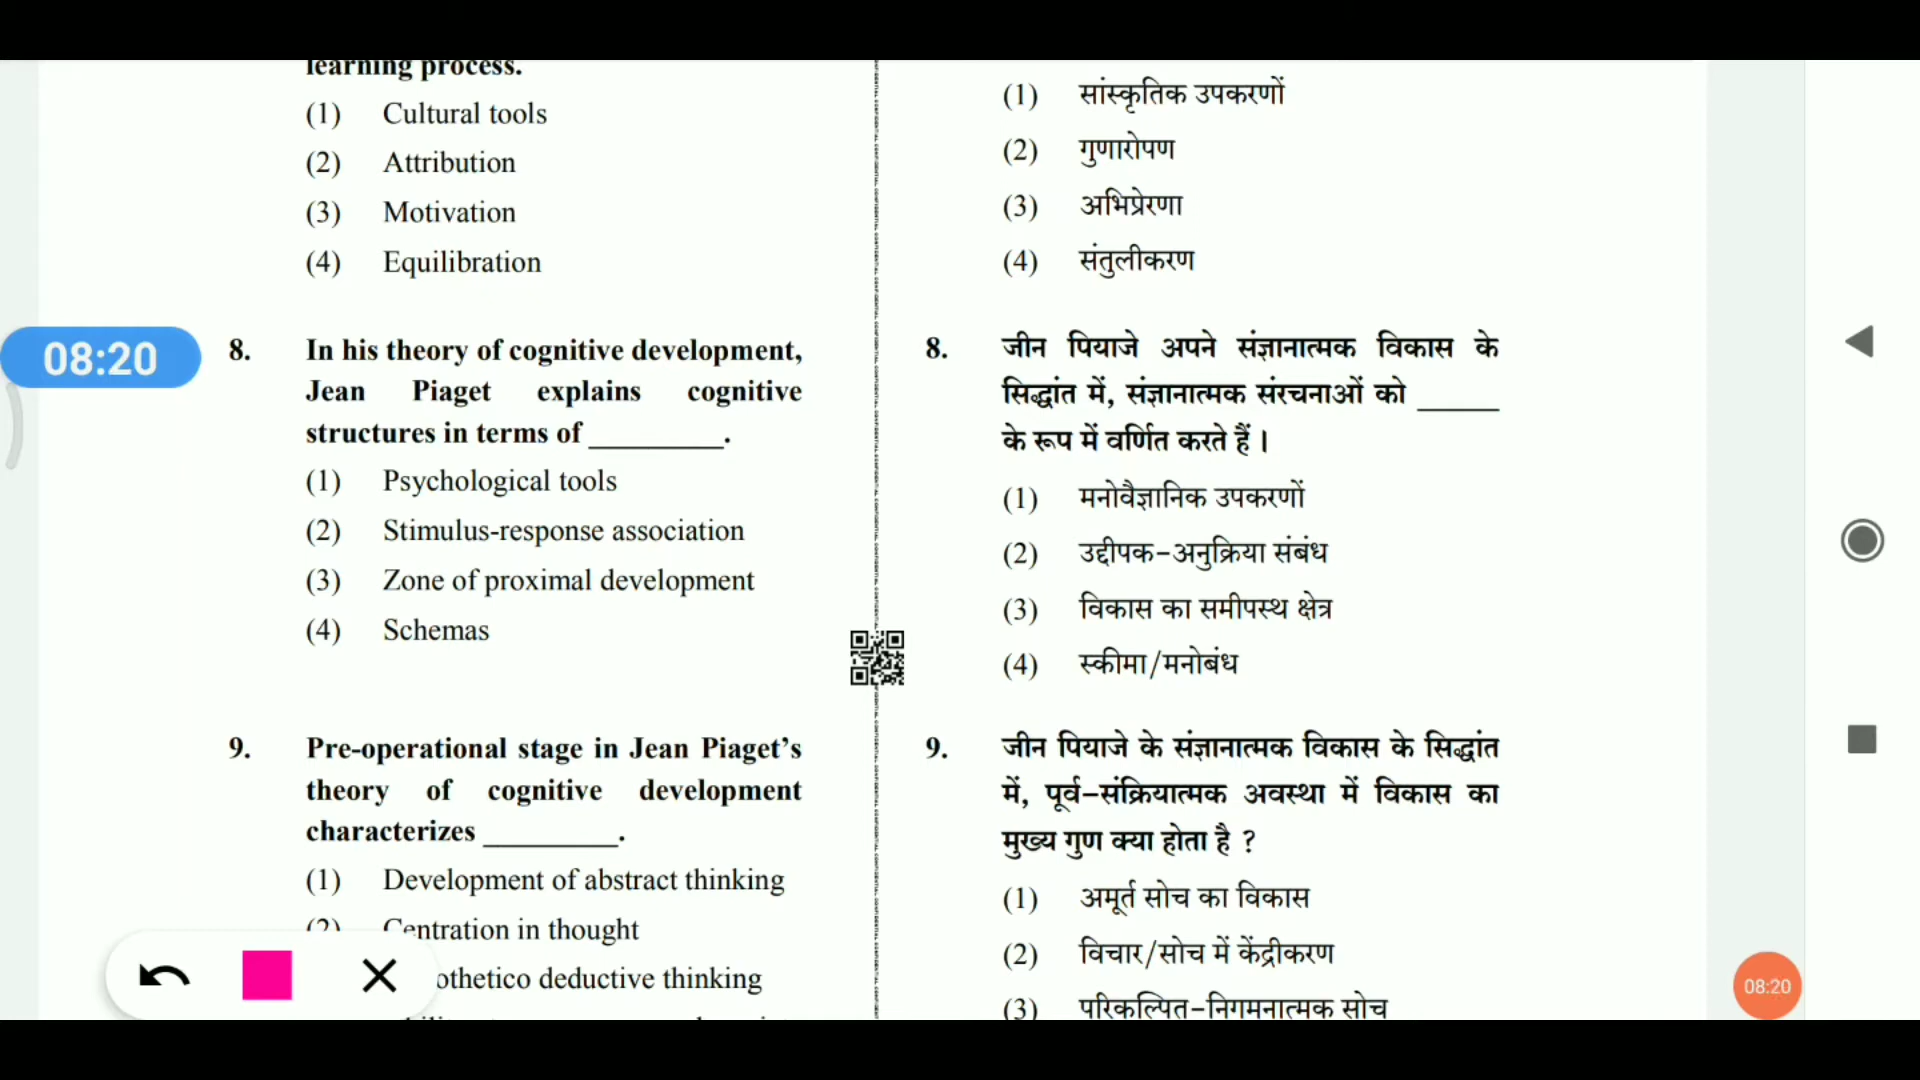 learning process.
(1) Cultural tools
(2) Attribution
(3) Motivation
(4) Equilibration
08:20
8. In his theory of cognitive development,
Jean Piaget explains cognitive
structures in terms of _________.
(1) Psychological tools
(2) Stimulus-response association
(3) Zone of proximal development
(4) Schemas
9. Pre-operational stage in Jean Piaget's
theory of cognitive development
characterizes _________.
(1) Development of abstract thinking
(2) Centration in thought
othetico deductive thinking
(1) सांस्कृतिक उपकरणों
(2) गुणारोपण
(3) अभिप्रेरणा
(4) संतुलीकरण
8. जीन पियाजे अपने संज्ञानात्मक विकास के
सिद्धांत में, संज्ञानात्मक संरचनाओं को ______
के रूप में वर्णित करते हैं।
(1) मनोवैज्ञानिक उपकरणों
(2) उद्दीपक-अनुक्रिया संबंध
(3) विकास का समीपस्थ क्षेत्र
(4) स्कीमा/मनोबंध
9. जीन पियाजे के संज्ञानात्मक विकास के सिद्धांत
में, पूर्व-संक्रियात्मक अवस्था में विकास का
मुख्य गुण क्या होता है ?
(1) अमूर्त सोच का विकास
(2) विचार/सोच में केंद्रीकरण
(3) परिकल्पित-निगमनात्मक सोच
08:20